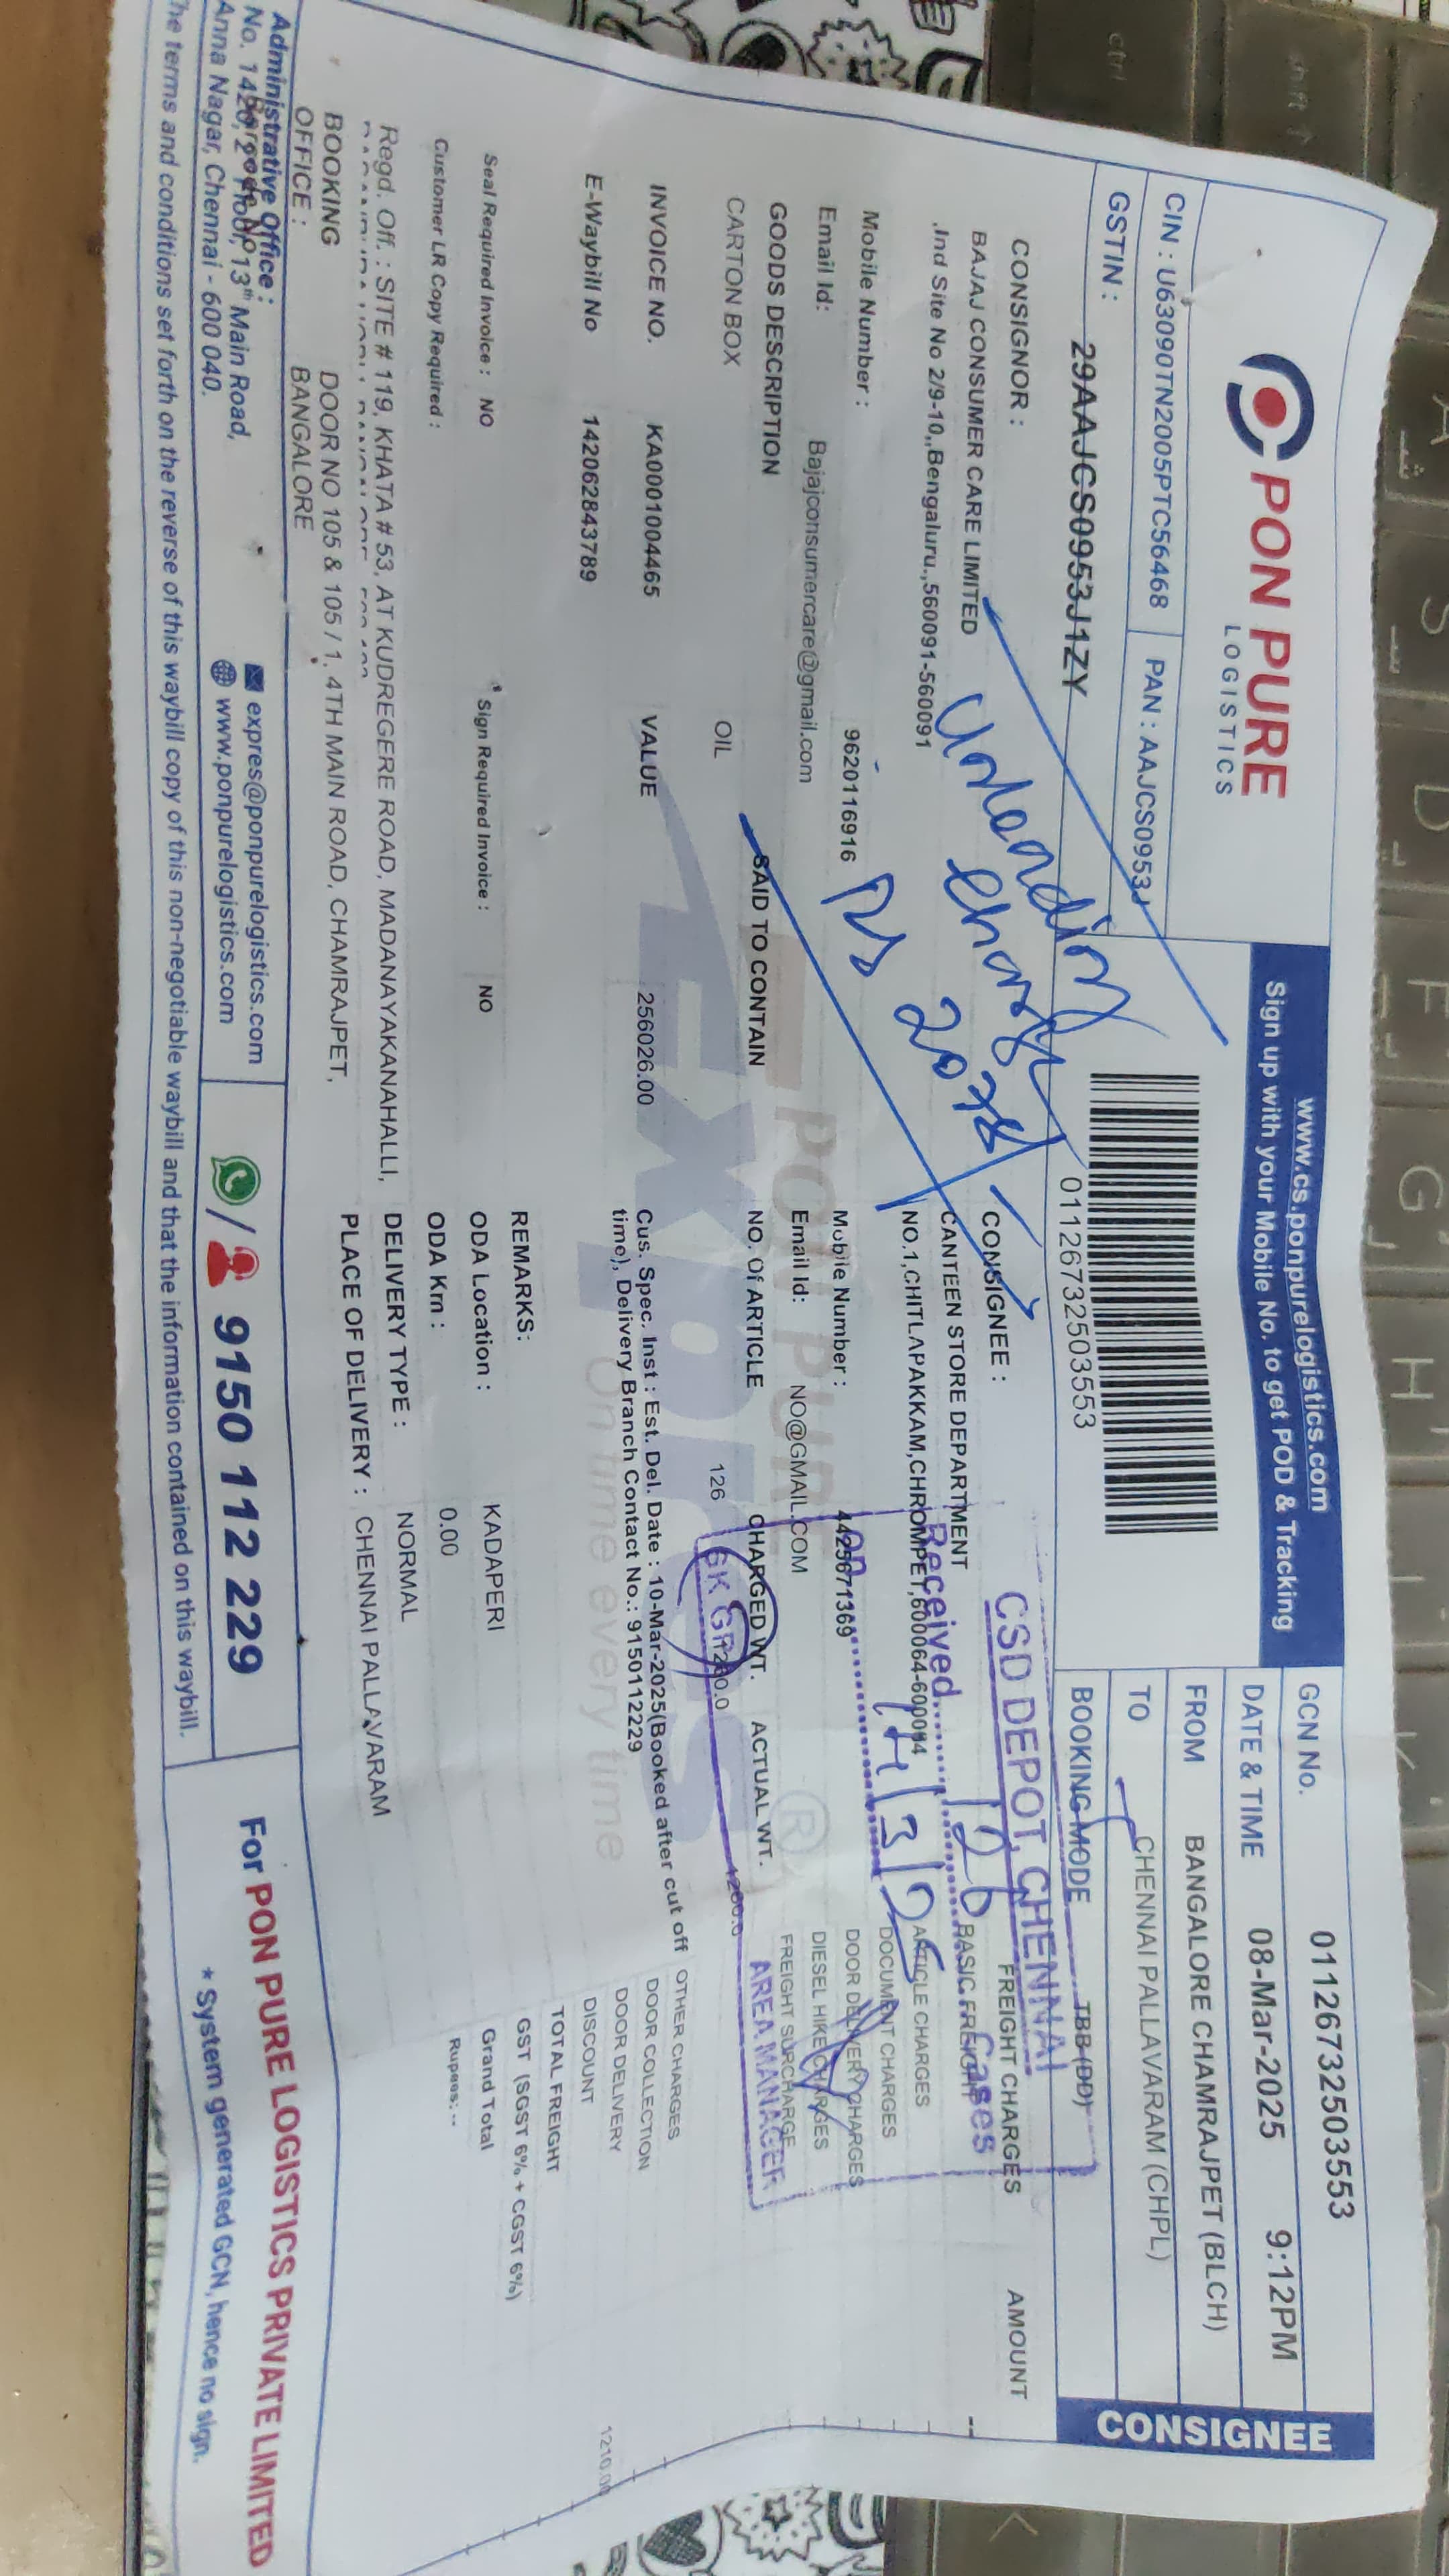 PON PURE
LOGISTICS
CIN : U63090TN2005PTC56468
PAN : AAJCS0953J
GSTIN : 29AAJCS0953J1ZY
www.cs.ponpurelogistics.com
Sign up with your Mobile No. to get POD & Tracking
01126732503553
GCN No. 01126732503553
DATE & TIME 08-Mar-2025 9:12PM
FROM BANGALORE CHAMRAJPET (BLCH)
TO CHENNAI PALLAVARAM (CHPL)
BOOKING MODE TBB (DD)
CONSIGNEE
CONSIGNOR :
BAJAJ CONSUMER CARE LIMITED
,Ind Site No 2/9-10,,Bengaluru.,560091-560091
Mobile Number : 9620116916
Email Id: Bajajconsumercare@gmail.com
Unloading
charge
Rs 2078/-
CONSIGNEE :
CANTEEN STORE DEPARTMENT
NO.1,CHITLAPAKKAM,CHROMPET,600064-600064
Mobile Number : 4425671369
Email Id: NO@GMAIL.COM
CSD DEPOT, CHENNAI
Received 126 Cases
on 14/3/25
AREA MANAGER
GOODS DESCRIPTION SAID TO CONTAIN NO. Of ARTICLE CHARGED WT. ACTUAL WT.
CARTON BOX OIL 126 1260.0 1260.0
INVOICE NO. KA0001004465 VALUE 256026.00
E-Waybill No 142062843789
Cus. Spec. Inst : Est. Del. Date : 10-Mar-2025(Booked after cut off
time), Delivery Branch Contact No.: 9150112229
Seal Required Invoice : NO Sign Required Invoice : NO
Customer LR Copy Required :
REMARKS:
ODA Location : KADAPERI
ODA Km : 0.00
DELIVERY TYPE : NORMAL
PLACE OF DELIVERY : CHENNAI PALLAVARAM
FREIGHT CHARGES AMOUNT
BASIC FREIGHT --
ARTICLE CHARGES
DOCUMENT CHARGES
DOOR DELIVERY CHARGES
DIESEL HIKE CHARGES
FREIGHT SURCHARGE
OTHER CHARGES
DOOR COLLECTION
DOOR DELIVERY 1210.00
DISCOUNT
TOTAL FREIGHT
GST (SGST 6% + CGST 6%)
Grand Total
Rupees: --
Regd. Off. : SITE # 119, KHATA # 53, AT KUDREGERE ROAD, MADANAYAKANAHALLI,
BOOKING OFFICE : DOOR NO 105 & 105 / 1, 4TH MAIN ROAD, CHAMRAJPET,
BANGALORE
Administrative Office :
13th Main Road,
Anna Nagar, Chennai - 600 040.
expres@ponpurelogistics.com
www.ponpurelogistics.com
/ 9150 112 229
For PON PURE LOGISTICS PRIVATE LIMITED
* System generated GCN, hence no sign.
The terms and conditions set forth on the reverse of this waybill copy of this non-negotiable waybill and that the information contained on this waybill.